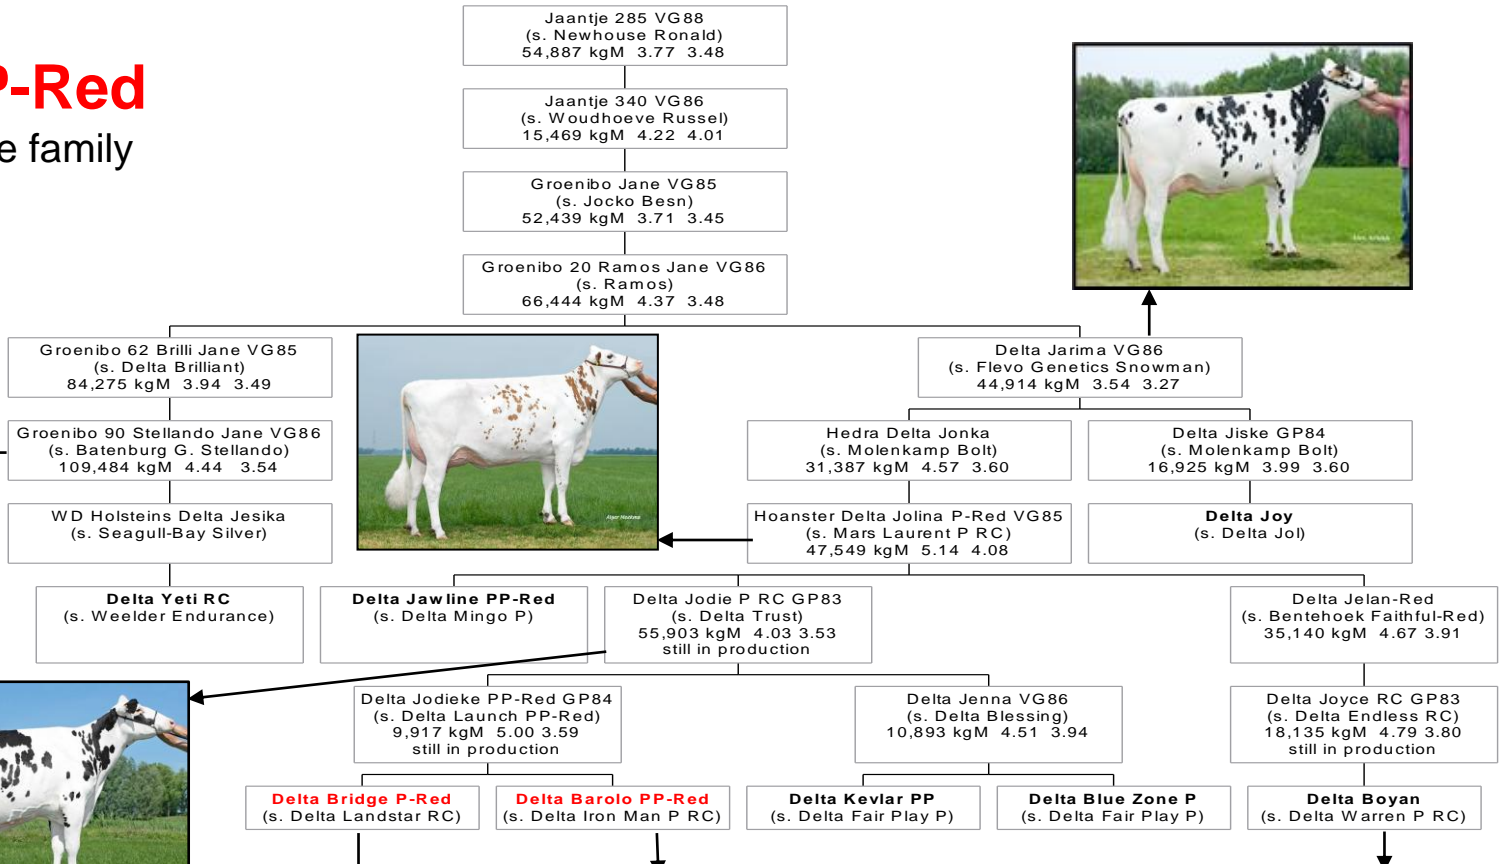 P-Red
e family
Jaantje 285 VG88
(s. Newhouse Ronald)
54,887 kgM 3.77 3.48
Jaantje 340 VG86
(s. Woudhoeve Russel)
15,469 kgM 4.22 4.01
Groenibo Jane VG85
(s. Jocko Besn)
52,439 kgM 3.71 3.45
Groenibo 20 Ramos Jane VG86
(s. Ramos)
66,444 kgM 4.37 3.48
Groenibo 62 Brilli Jane VG85
(s. Delta Brilliant)
84,275 kgM 3.94 3.49
Delta Jarima VG86
(s. Flevo Genetics Snowman)
44,914 kgM 3.54 3.27
Groenibo 90 Stellando Jane VG86
(s. Batenburg G. Stellando)
109,484 kgM 4.44 3.54
Hedra Delta Jonka
(s. Molenkamp Bolt)
31,387 kgM 4.57 3.60
Delta Jiske GP84
(s. Molenkamp Bolt)
16,925 kgM 3.99 3.60
WD Holsteins Delta Jesika
(s. Seagull-Bay Silver)
Hoanster Delta Jolina P-Red VG85
(s. Mars Laurent P RC)
47,549 kgM 5.14 4.08
Delta Joy
(s. Delta Jol)
Delta Yeti RC
(s. Weelder Endurance)
Delta Jawline PP-Red
(s. Delta Mingo P)
Delta Jodie P RC GP83
(s. Delta Trust)
55,903 kgM 4.03 3.53
still in production
Delta Jelan-Red
(s. Bentehoek Faithful-Red)
35,140 kgM 4.67 3.91
Delta Jodieke PP-Red GP84
(s. Delta Launch PP-Red)
9,917 kgM 5.00 3.59
still in production
Delta Jenna VG86
(s. Delta Blessing)
10,893 kgM 4.51 3.94
Delta Joyce RC GP83
(s. Delta Endless RC)
18,135 kgM 4.79 3.80
still in production
Delta Bridge P-Red
(s. Delta Landstar RC)
Delta Barolo PP-Red
(s. Delta Iron Man P RC)
Delta Kevlar PP
(s. Delta Fair Play P)
Delta Blue Zone P
(s. Delta Fair Play P)
Delta Boyan
(s. Delta Warren P RC)